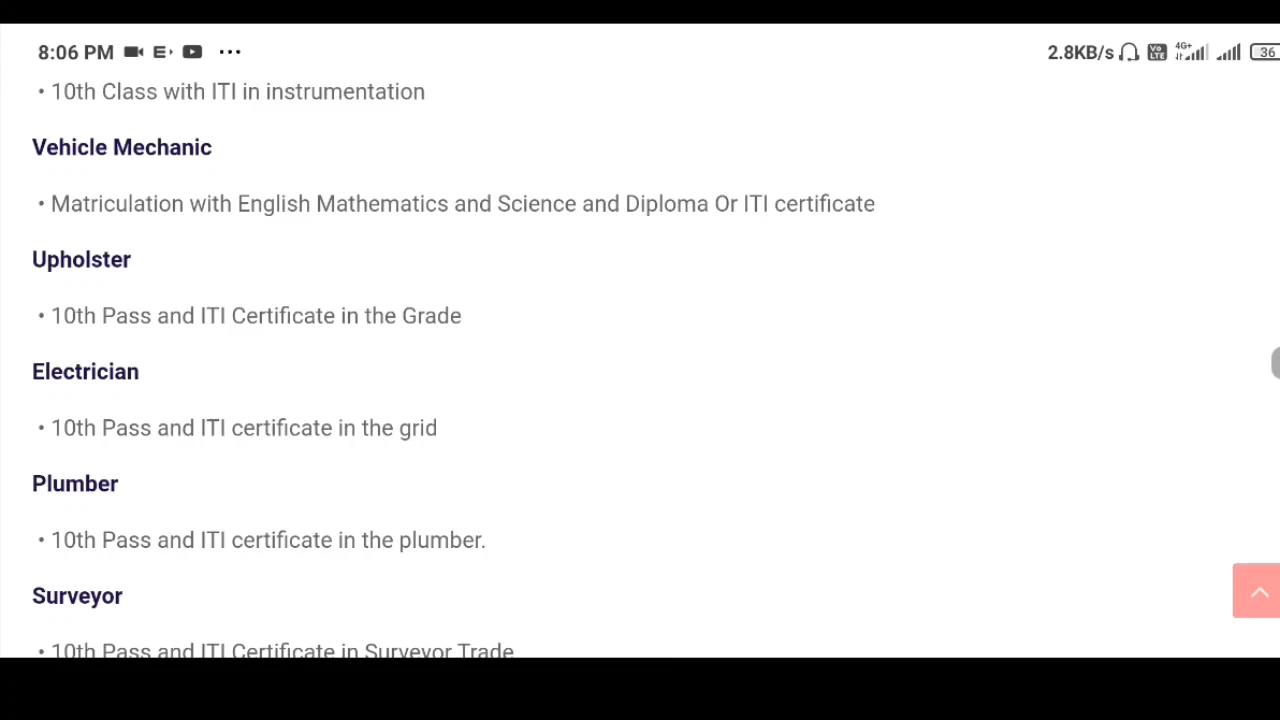 8:06 PM ••• 2.8KB/s Vo LTE 4G+ 36
• 10th Class with ITI in instrumentation
Vehicle Mechanic
• Matriculation with English Mathematics and Science and Diploma Or ITI certificate
Upholster
• 10th Pass and ITI Certificate in the Grade
Electrician
• 10th Pass and ITI certificate in the grid
Plumber
• 10th Pass and ITI certificate in the plumber.
Surveyor
• 10th Pass and ITI Certificate in Surveyor Trade